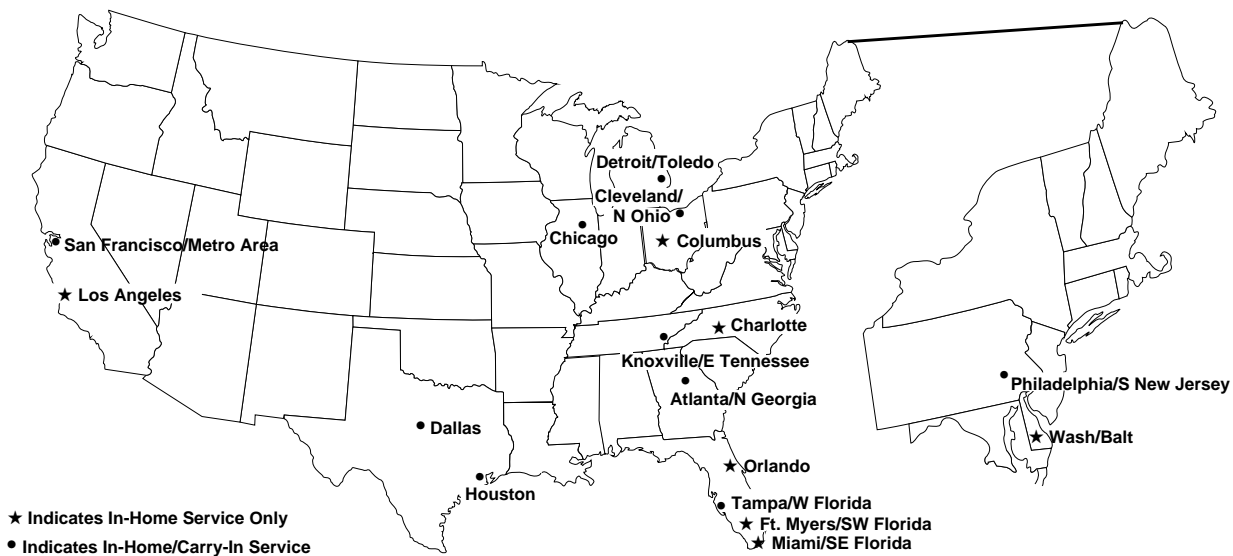 Detroit/Toledo
Cleveland/
N Ohio
Chicago
Columbus
San Francisco/Metro Area
Los Angeles
Charlotte
Knoxville/E Tennessee
Atlanta/N Georgia
Philadelphia/S New Jersey
Dallas
Wash/Balt
Orlando
Houston
Tampa/W Florida
★ Indicates In-Home Service Only
Ft. Myers/SW Florida
Miami/SE Florida
● Indicates In-Home/Carry-In Service